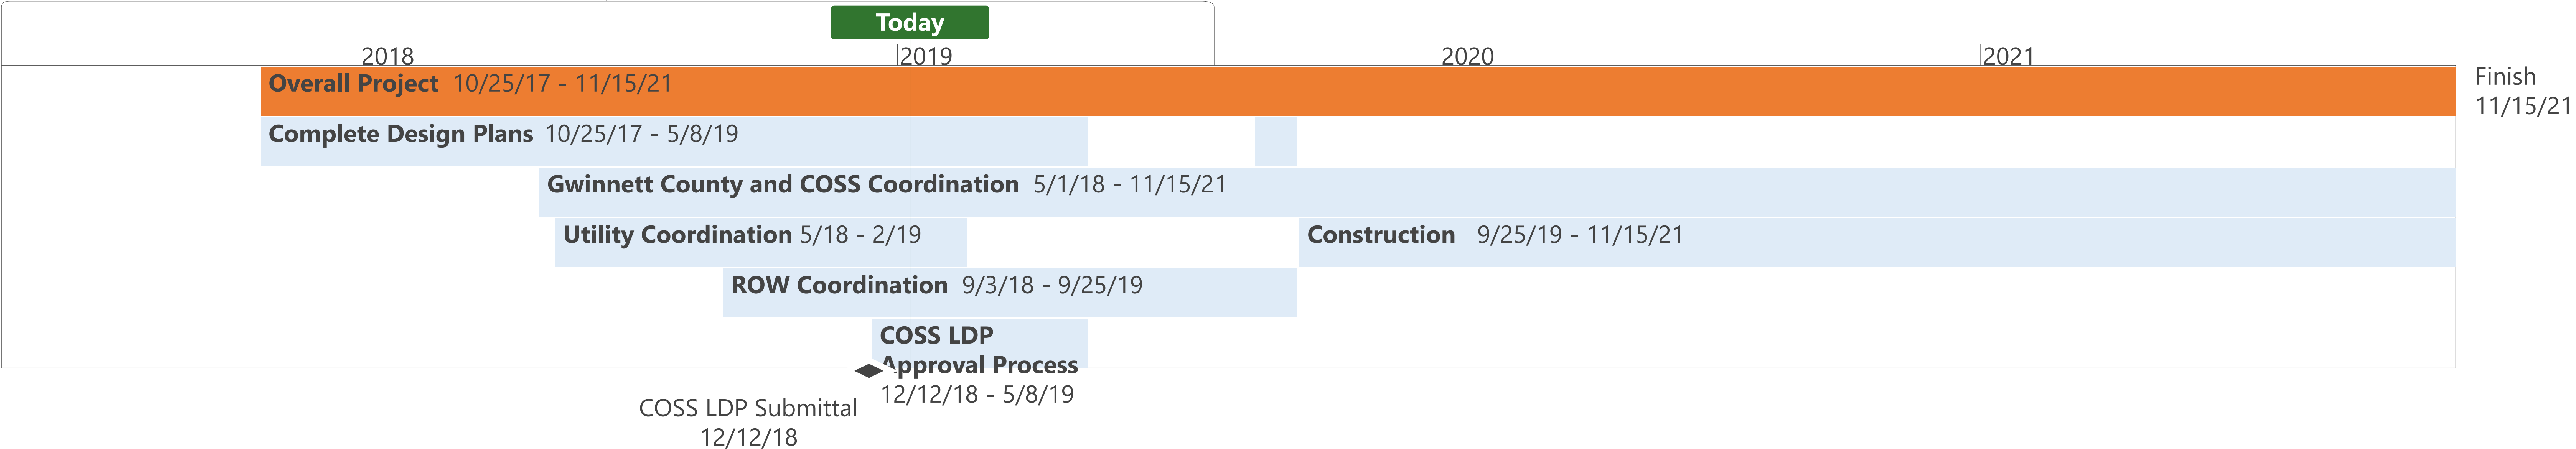 Today
2018 2019 2020 2021
Overall Project 10/25/17 - 11/15/21
Finish
11/15/21
Complete Design Plans 10/25/17 - 5/8/19
Gwinnett County and COSS Coordination 5/1/18 - 11/15/21
Utility Coordination 5/18 - 2/19
Construction 9/25/19 - 11/15/21
ROW Coordination 9/3/18 - 9/25/19
COSS LDP
Approval Process
12/12/18 - 5/8/19
COSS LDP Submittal
12/12/18